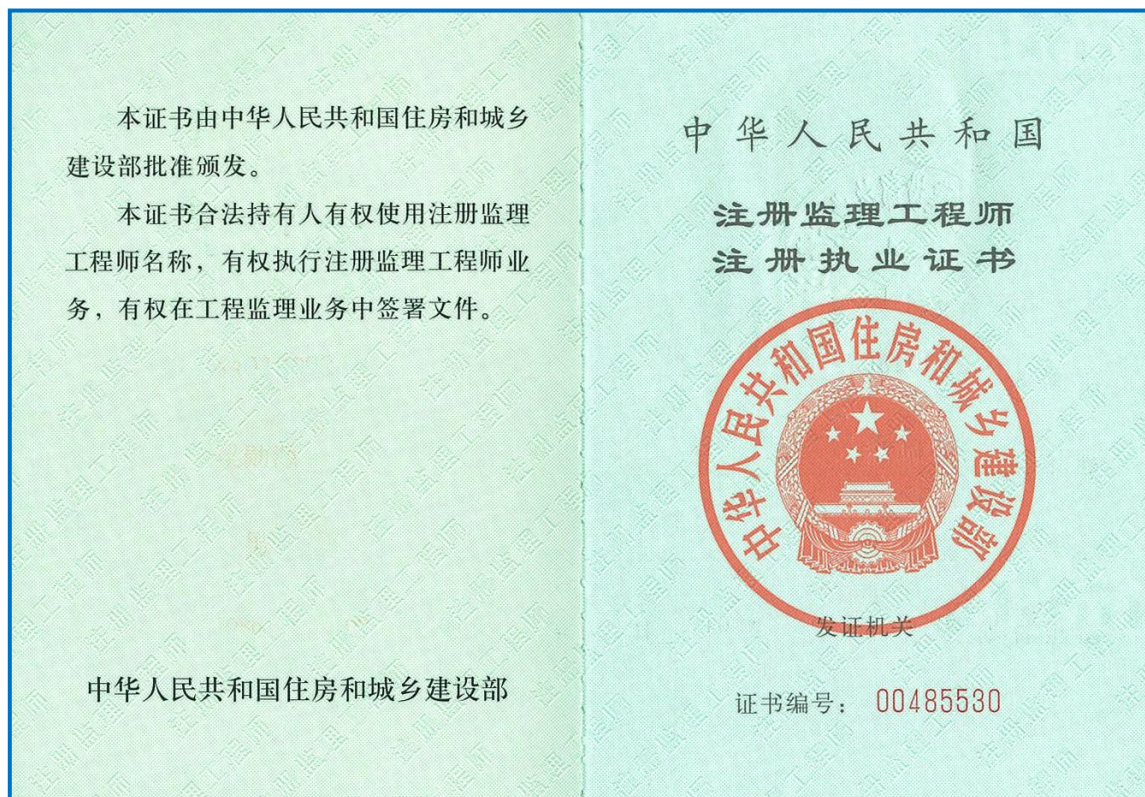 本证书由中华人民共和国住房和城乡
建设部批准颁发。
本证书合法持有人有权使用注册监理
工程师名称，有权执行注册监理工程师业
务，有权在工程监理业务中签署文件。
中华人民共和国住房和城乡建设部
中华人民共和国
注册监理工程师
注册执业证书
中华人民共和国住房和城乡建设部
发证机关
证书编号： 00485530